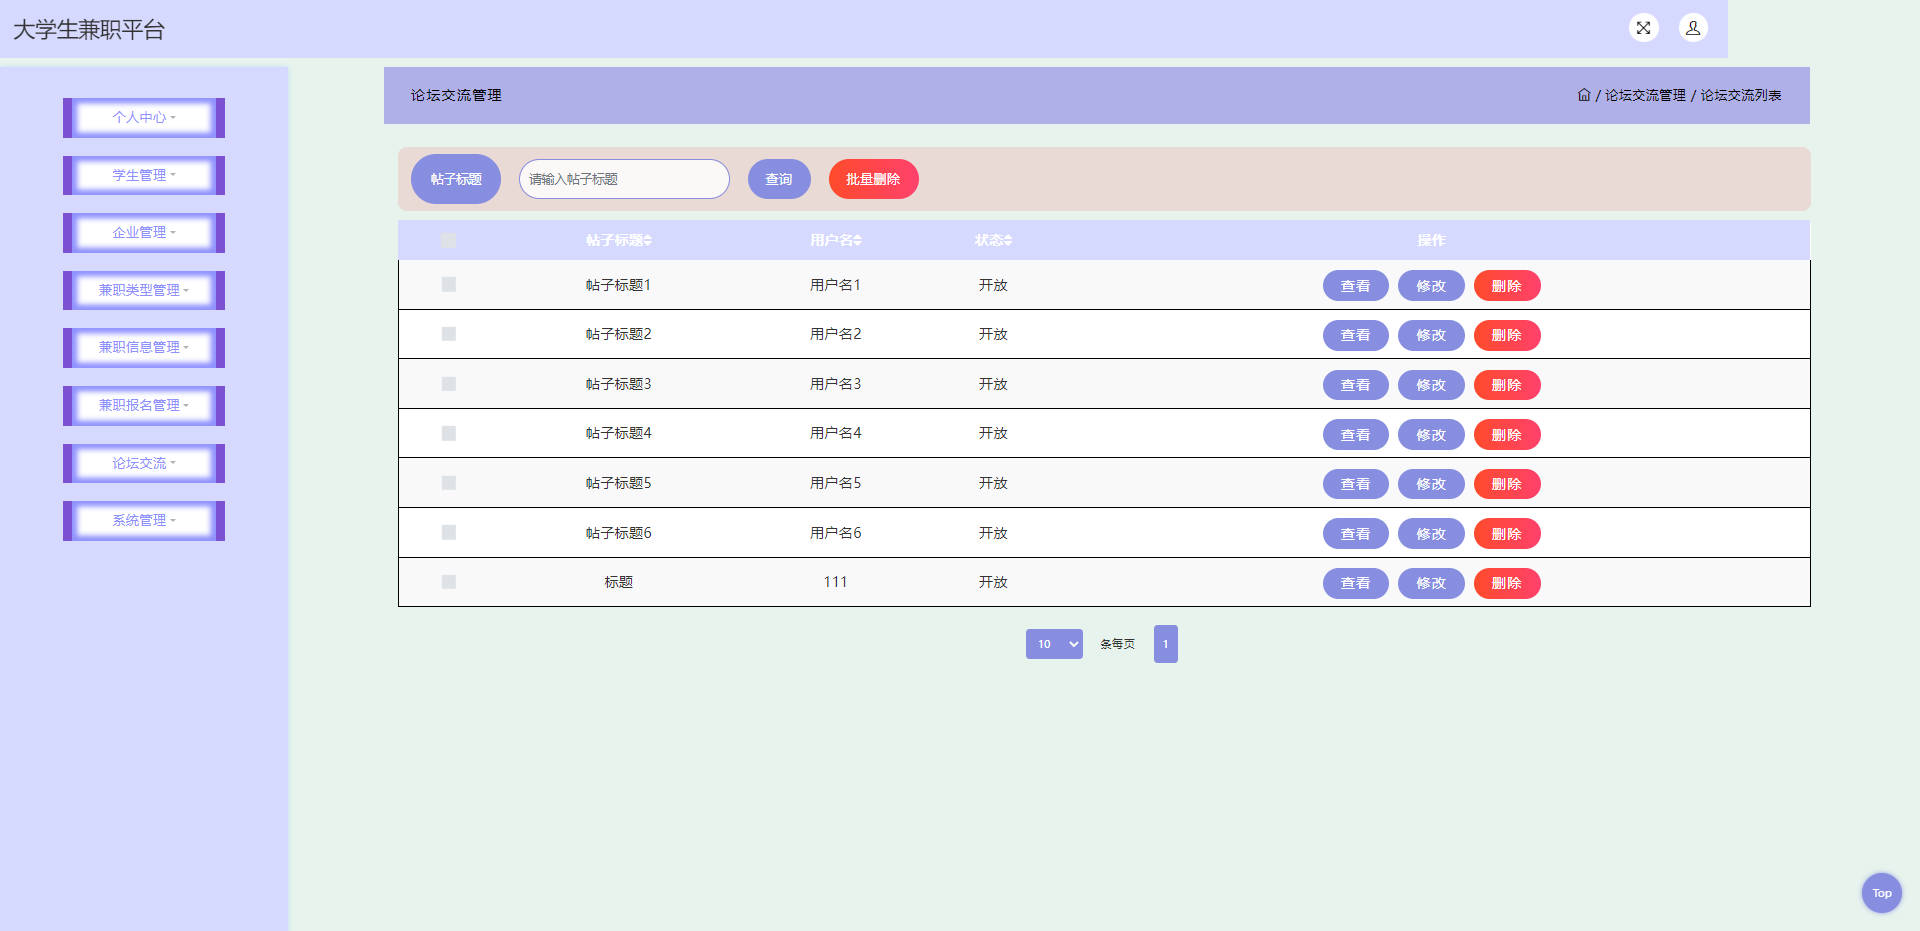 大学生兼职平台
个人中心
学生管理
企业管理
兼职类型管理
兼职信息管理
兼职报名管理
论坛交流
系统管理
论坛交流管理
/ 论坛交流管理 / 论坛交流列表
帖子标题 请输入帖子标题 查询 批量删除
帖子标题 用户名 状态 操作
帖子标题1 用户名1 开放 查看 修改 删除
帖子标题2 用户名2 开放 查看 修改 删除
帖子标题3 用户名3 开放 查看 修改 删除
帖子标题4 用户名4 开放 查看 修改 删除
帖子标题5 用户名5 开放 查看 修改 删除
帖子标题6 用户名6 开放 查看 修改 删除
标题 111 开放 查看 修改 删除
10 条每页 1
Top